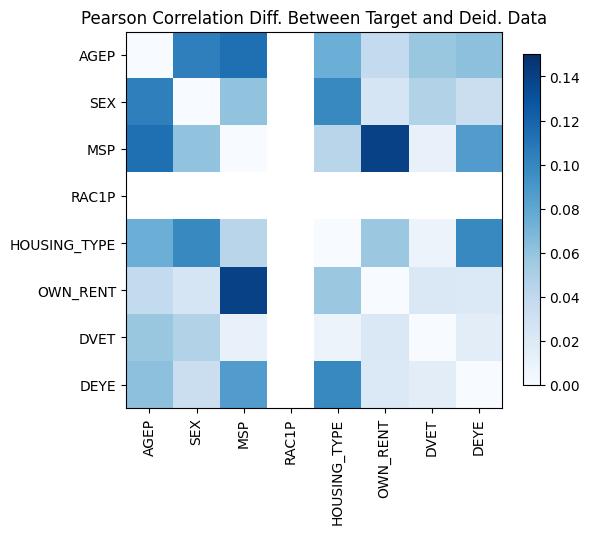 Pearson Correlation Diff. Between Target and Deid. Data
AGEP
SEX
MSP
RAC1P
HOUSING_TYPE
OWN_RENT
DVET
DEYE
AGEP
SEX
MSP
RAC1P
HOUSING_TYPE
OWN_RENT
DVET
DEYE
0.14
0.12
0.10
0.08
0.06
0.04
0.02
0.00